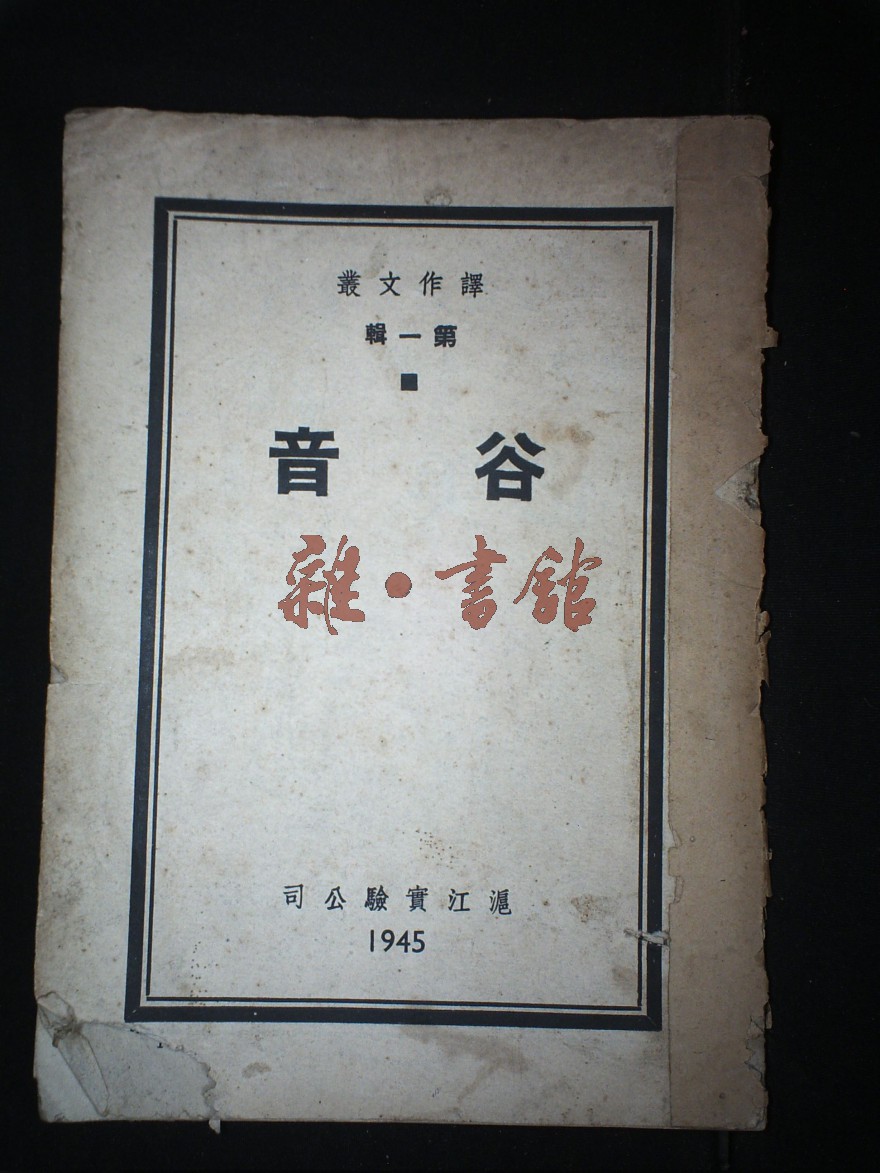 譯作文叢
第一輯
谷音
雜·書館
滬江實驗公司
1945